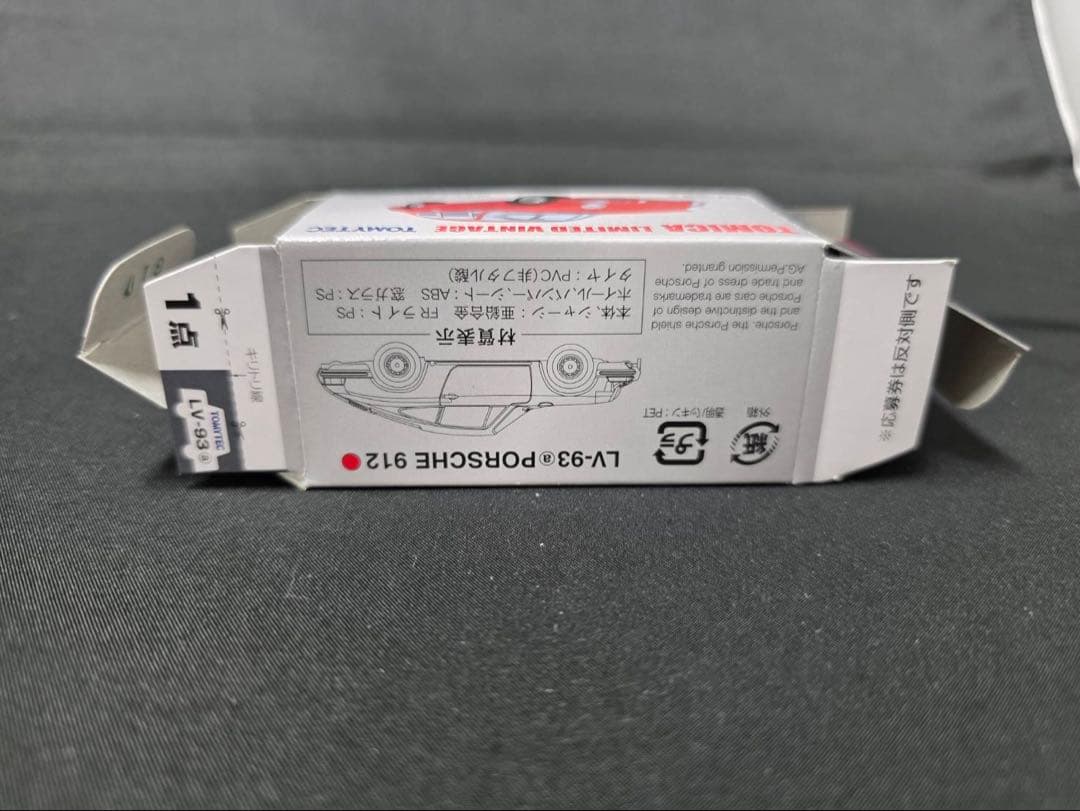 TOMICA LIMITED VINTAGE
TOMYTEC
LV-93ⓐPORSCHE 912
外箱
紙
プラ
透明パッキン:PET
材質表示
本体、シャーシ:亜鉛合金 FRライト:PS
ホイール、バンパー、シート:ABS 窓ガラス:PS
タイヤ:PVC(非フタル酸)
Porsche, the Porsche shield
and the distinctive design of
Porsche cars are trademarks
and trade dress of Porsche
AG.Permission granted.
1点
キリトリ線
TOMYTEC
LV-93ⓐ
※応募券は反対側です